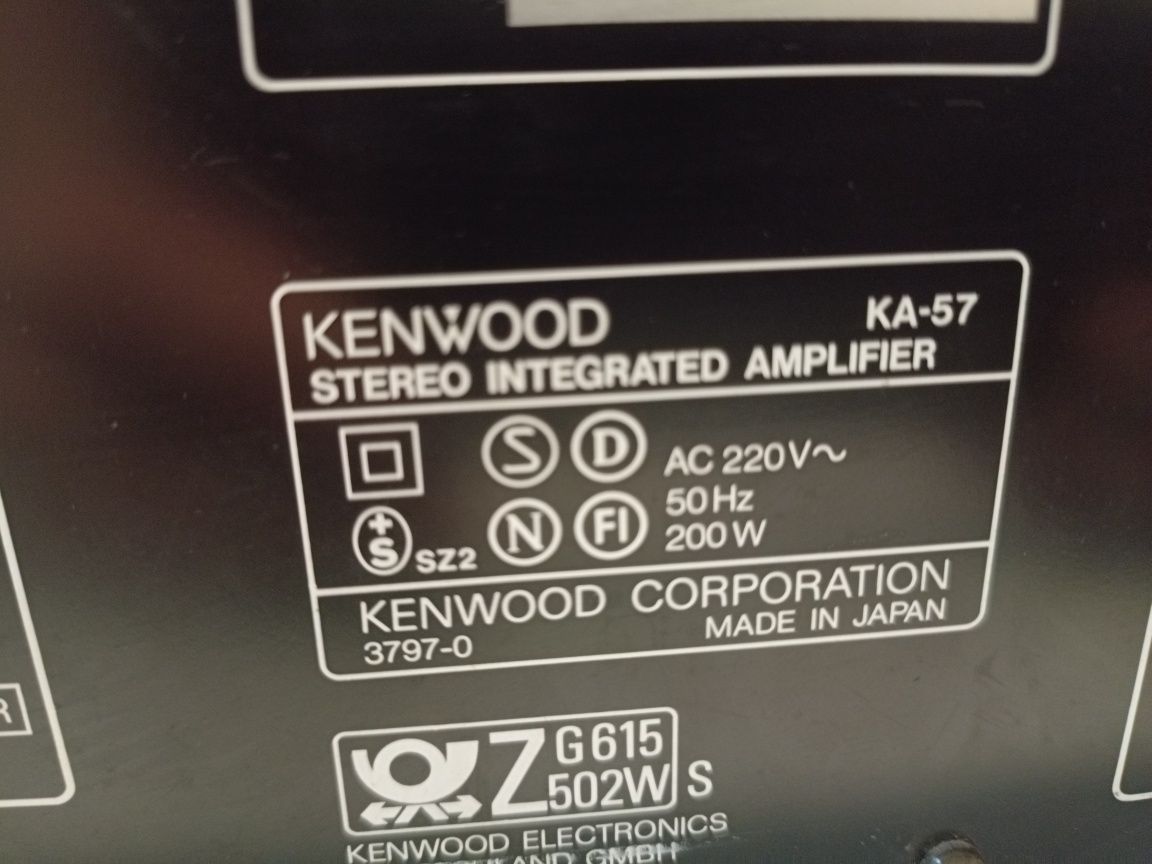 KENWOOD KA-57
STEREO INTEGRATED AMPLIFIER
S D AC 220V~
50Hz
+S SZ2 N FI 200W
KENWOOD CORPORATION
3797-0 MADE IN JAPAN
Z G615
502W S
KENWOOD ELECTRONICS
GMBH
R